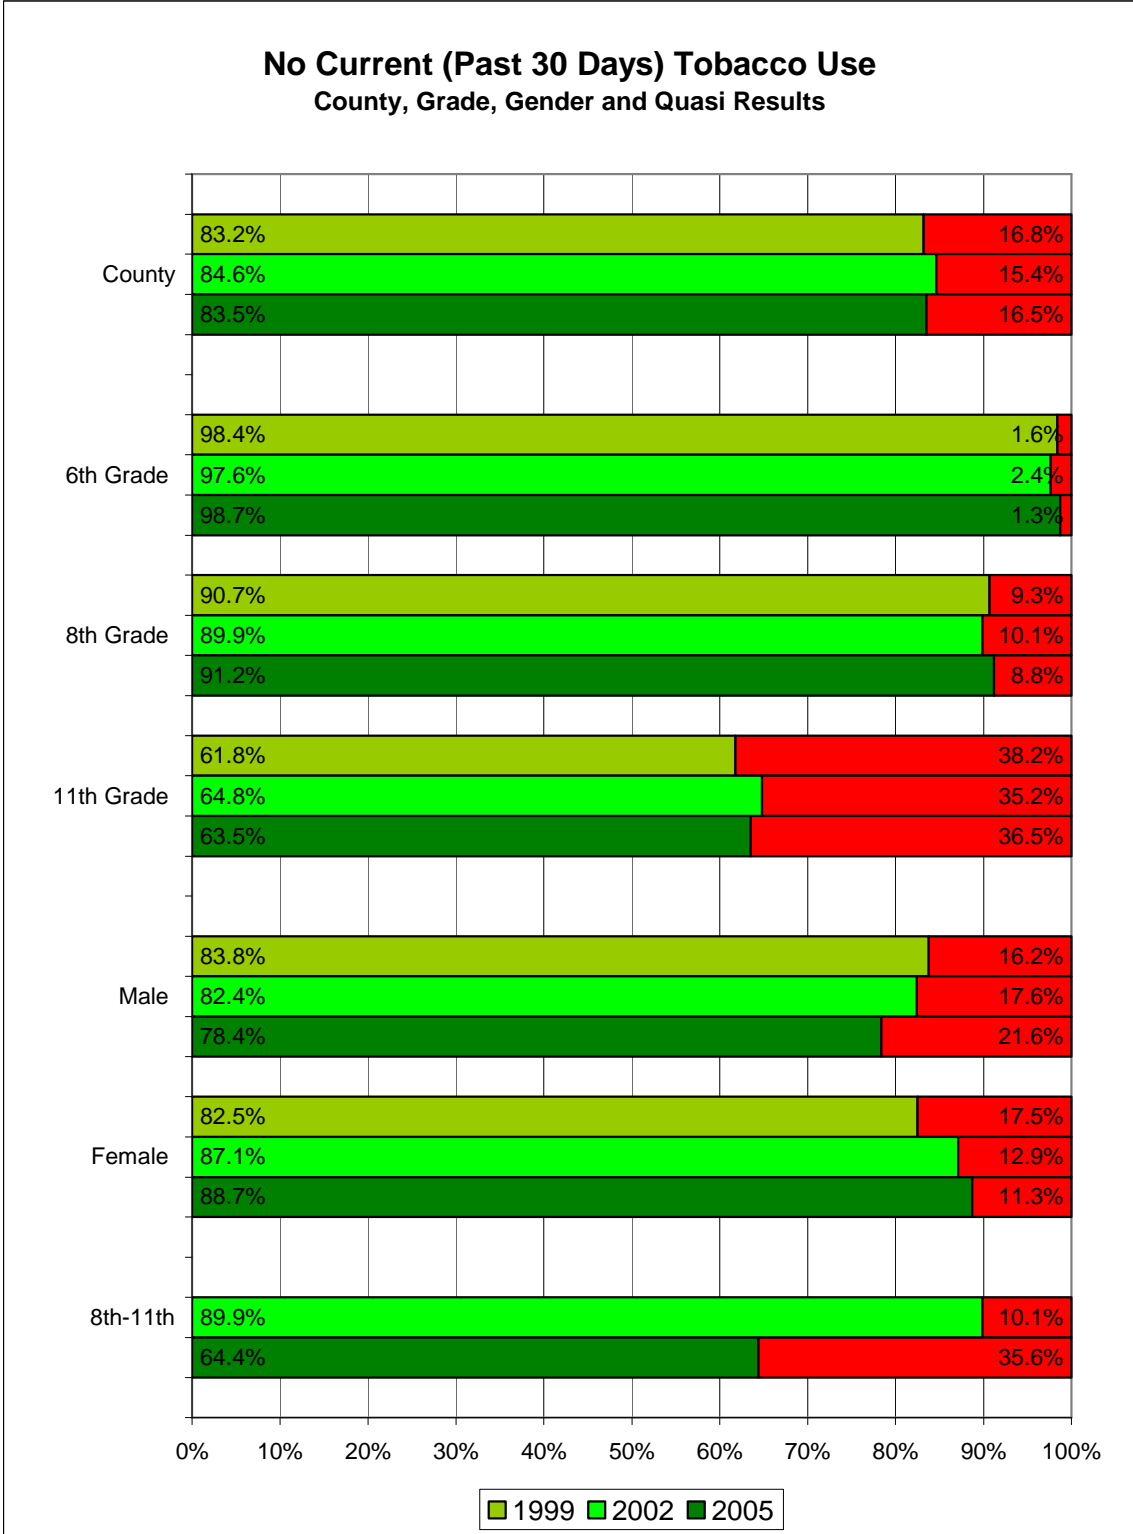 No Current (Past 30 Days) Tobacco Use
County, Grade, Gender and Quasi Results
83.2% 16.8%
County 84.6% 15.4%
83.5% 16.5%
98.4% 1.6%
6th Grade 97.6% 2.4%
98.7% 1.3%
90.7% 9.3%
8th Grade 89.9% 10.1%
91.2% 8.8%
61.8% 38.2%
11th Grade 64.8% 35.2%
63.5% 36.5%
83.8% 16.2%
Male 82.4% 17.6%
78.4% 21.6%
82.5% 17.5%
Female 87.1% 12.9%
88.7% 11.3%
8th-11th 89.9% 10.1%
64.4% 35.6%
0% 10% 20% 30% 40% 50% 60% 70% 80% 90% 100%
1999 2002 2005